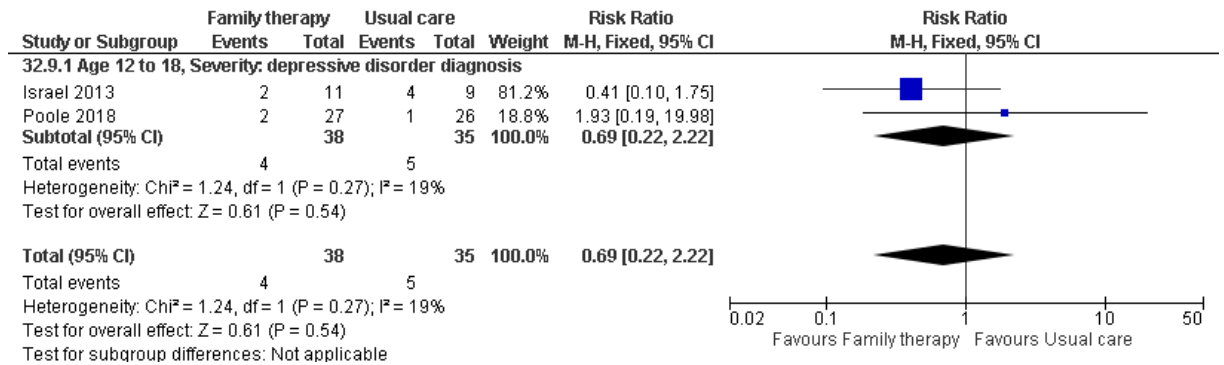 Family therapy Usual care Risk Ratio Risk Ratio
Study or Subgroup Events Total Events Total Weight M-H, Fixed, 95% CI M-H, Fixed, 95% CI
32.9.1 Age 12 to 18, Severity: depressive disorder diagnosis
Israel 2013 2 11 4 9 81.2% 0.41 [0.10, 1.75]
Poole 2018 2 27 1 26 18.8% 1.93 [0.19, 19.98]
Subtotal (95% CI) 38 35 100.0% 0.69 [0.22, 2.22]
Total events 4 5
Heterogeneity: Chi² = 1.24, df = 1 (P = 0.27); I² = 19%
Test for overall effect: Z = 0.61 (P = 0.54)
Total (95% CI) 38 35 100.0% 0.69 [0.22, 2.22]
Total events 4 5
Heterogeneity: Chi² = 1.24, df = 1 (P = 0.27); I² = 19%
Test for overall effect: Z = 0.61 (P = 0.54)
Test for subgroup differences: Not applicable
0.02 0.1 1 10 50
Favours Family therapy Favours Usual care